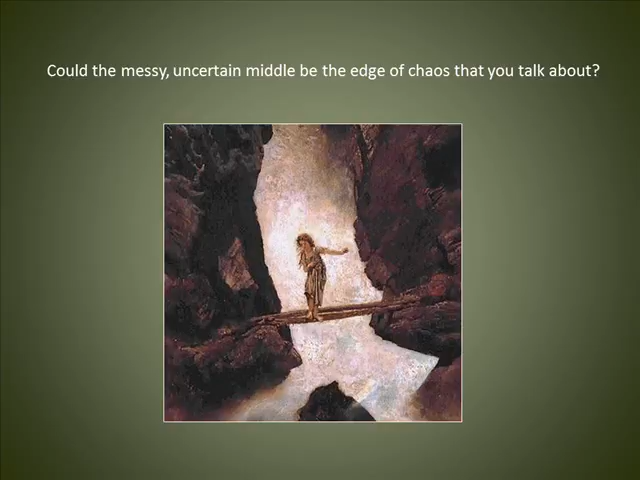 Could the messy, uncertain middle be the edge of chaos that you talk about?